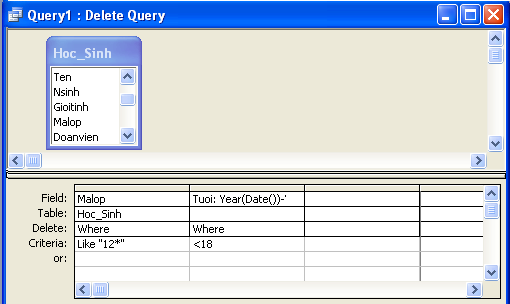 Query1 : Delete Query
Hoc_Sinh
Ten
Nsinh
Gioitinh
Malop
Doanvien
Field: Malop Tuoi: Year(Date())-'
Table: Hoc_Sinh
Delete: Where Where
Criteria: Like "12*" <18
or: